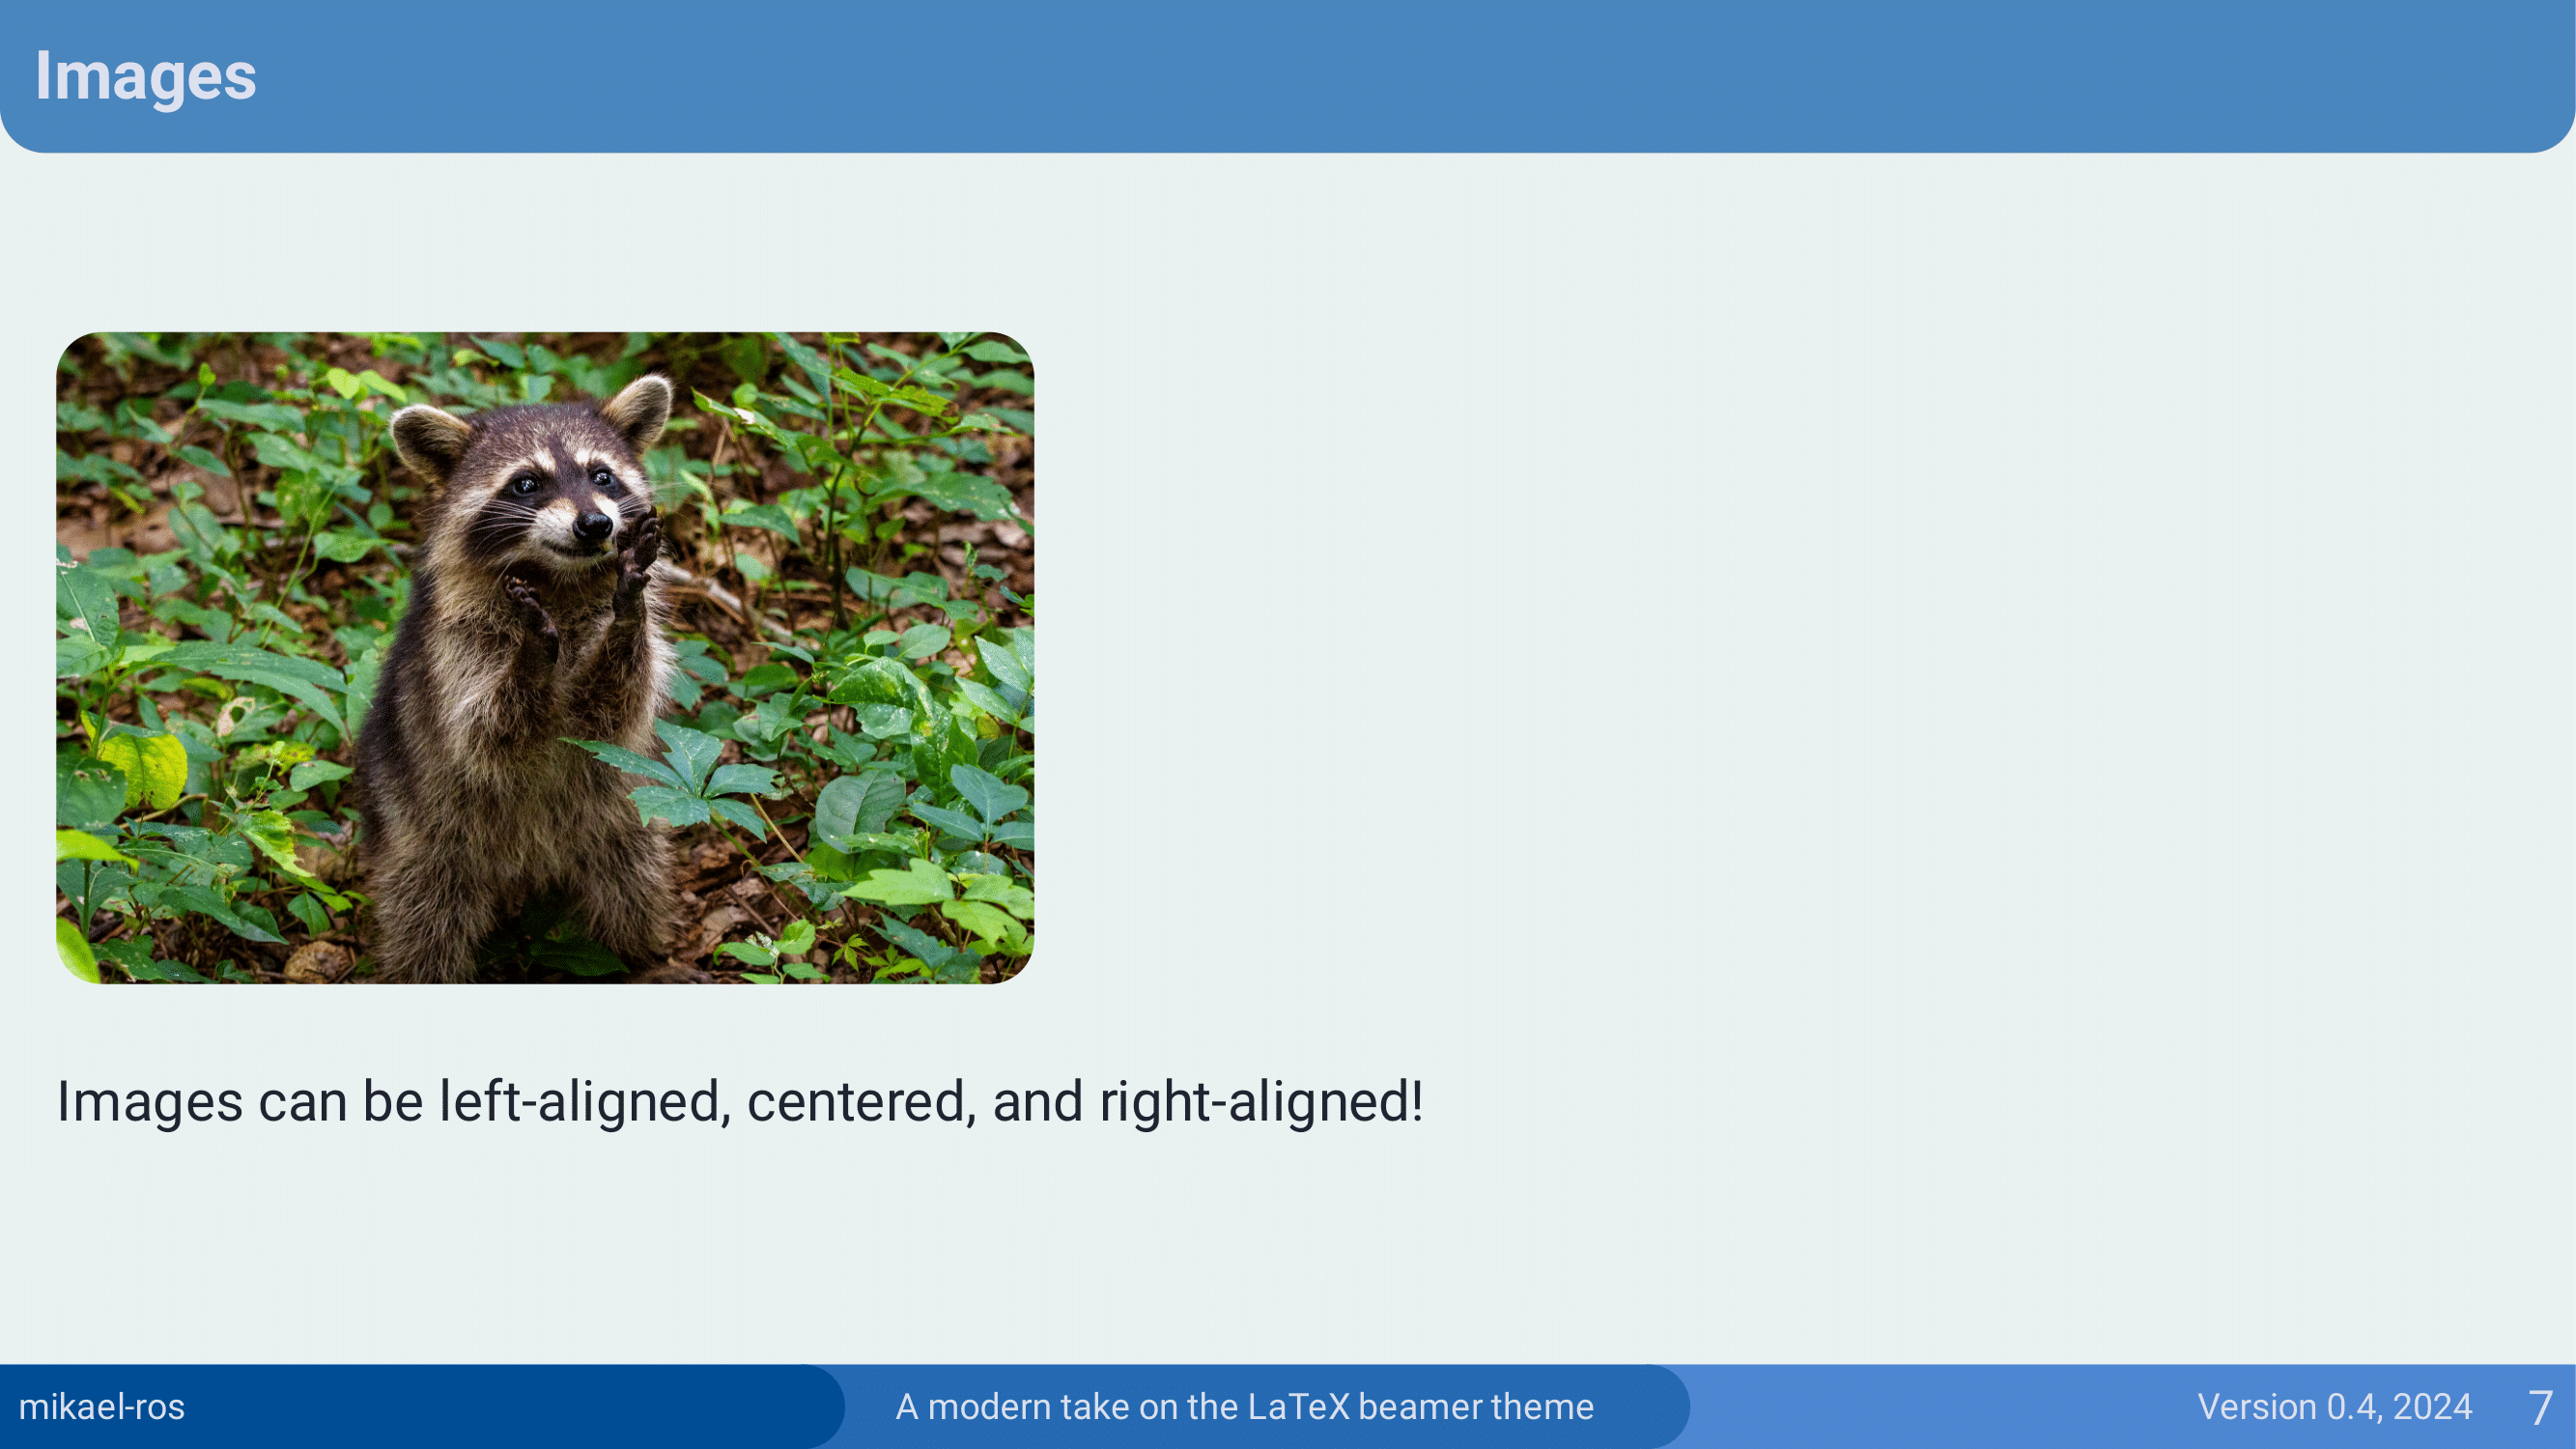 Images
Images can be left-aligned, centered, and right-aligned!
mikael-ros
A modern take on the LaTeX beamer theme
Version 0.4, 2024
7